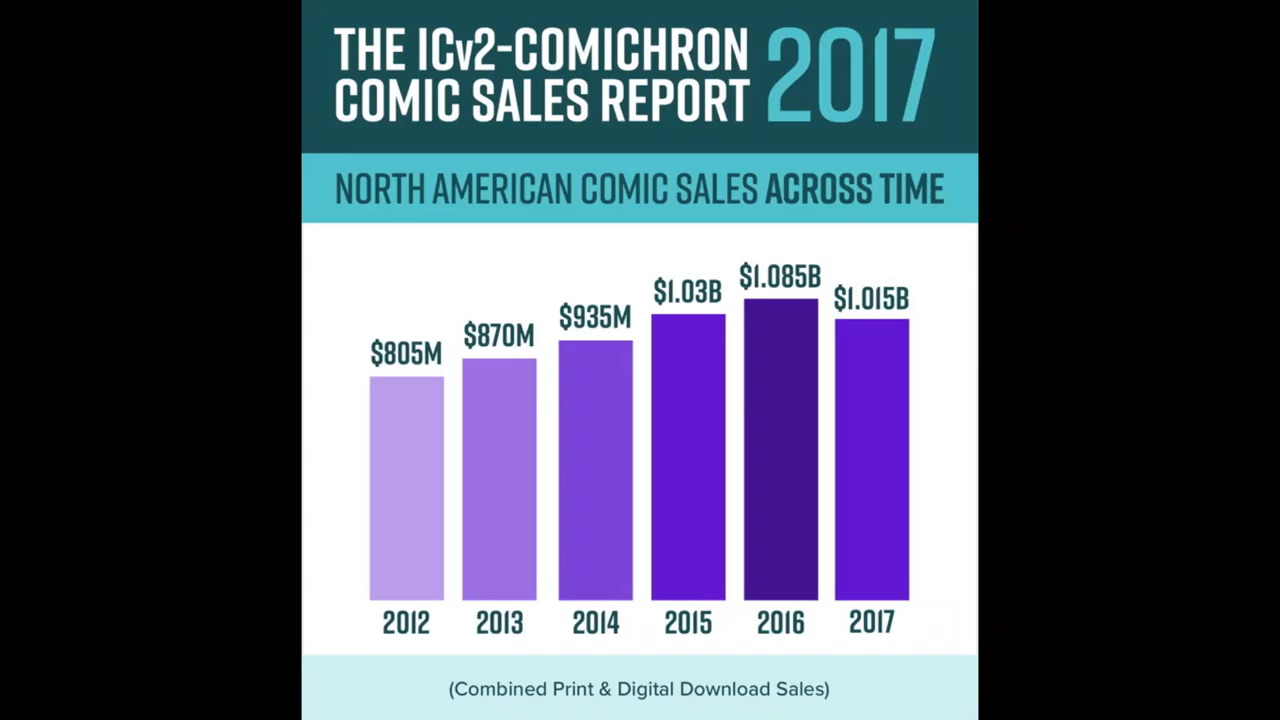 THE ICv2-COMICHRON
COMIC SALES REPORT 2017
NORTH AMERICAN COMIC SALES ACROSS TIME
$805M
$870M
$935M
$1.03B
$1.085B
$1.015B
2012
2013
2014
2015
2016
2017
(Combined Print & Digital Download Sales)